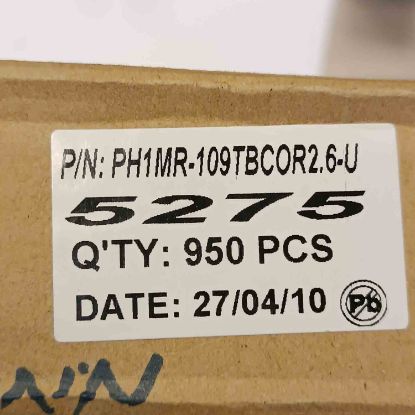 P/N: PH1MR-109TBCOR2.6-U
5275
Q'TY: 950 PCS
DATE: 27/04/10 Pb